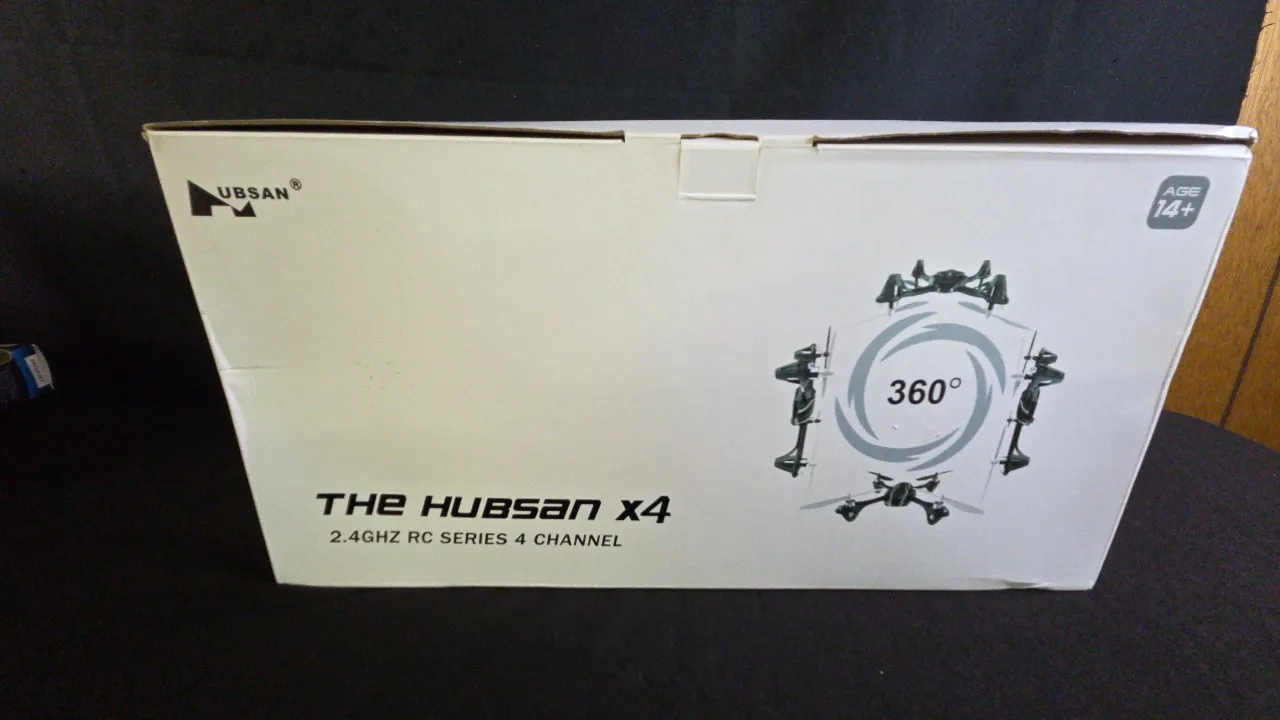 HUBSAN®
AGE
14+
360°
THE HUBSAN X4
2.4GHZ RC SERIES 4 CHANNEL